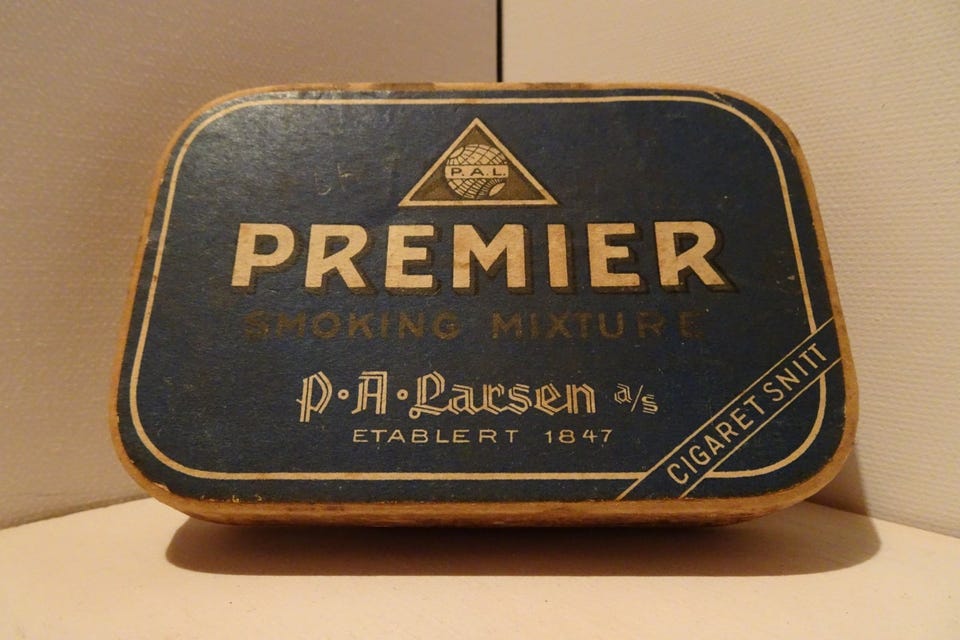 P.A.L.
PREMIER
SMOKING MIXTURE
P·A·Larsen a/s
ETABLERT 1847
CIGARET SNITT